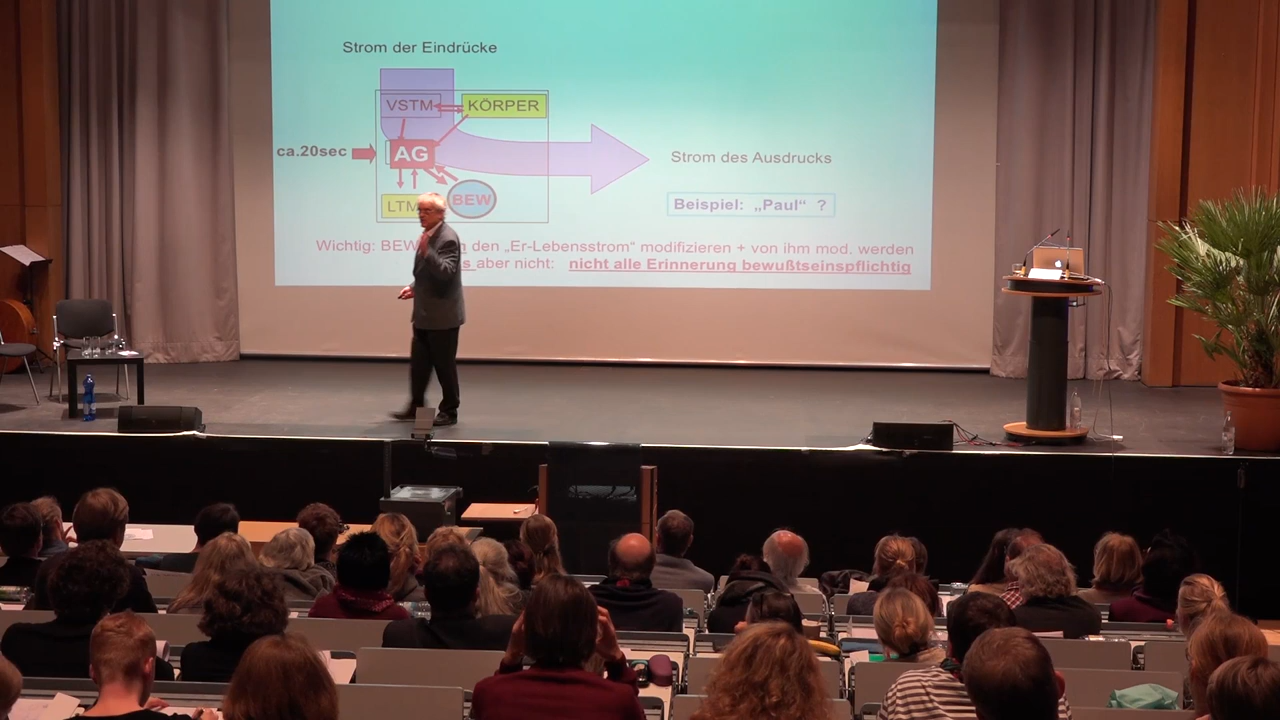 Strom der Eindrücke
VSTM KÖRPER
ca.20sec AG
Strom des Ausdrucks
LTM BEW
Beispiel: „Paul“ ?
Wichtig: BEW den „Er-Lebensstrom“ modifizieren + von ihm mod. werden
aber nicht: nicht alle Erinnerung bewußtseinspflichtig